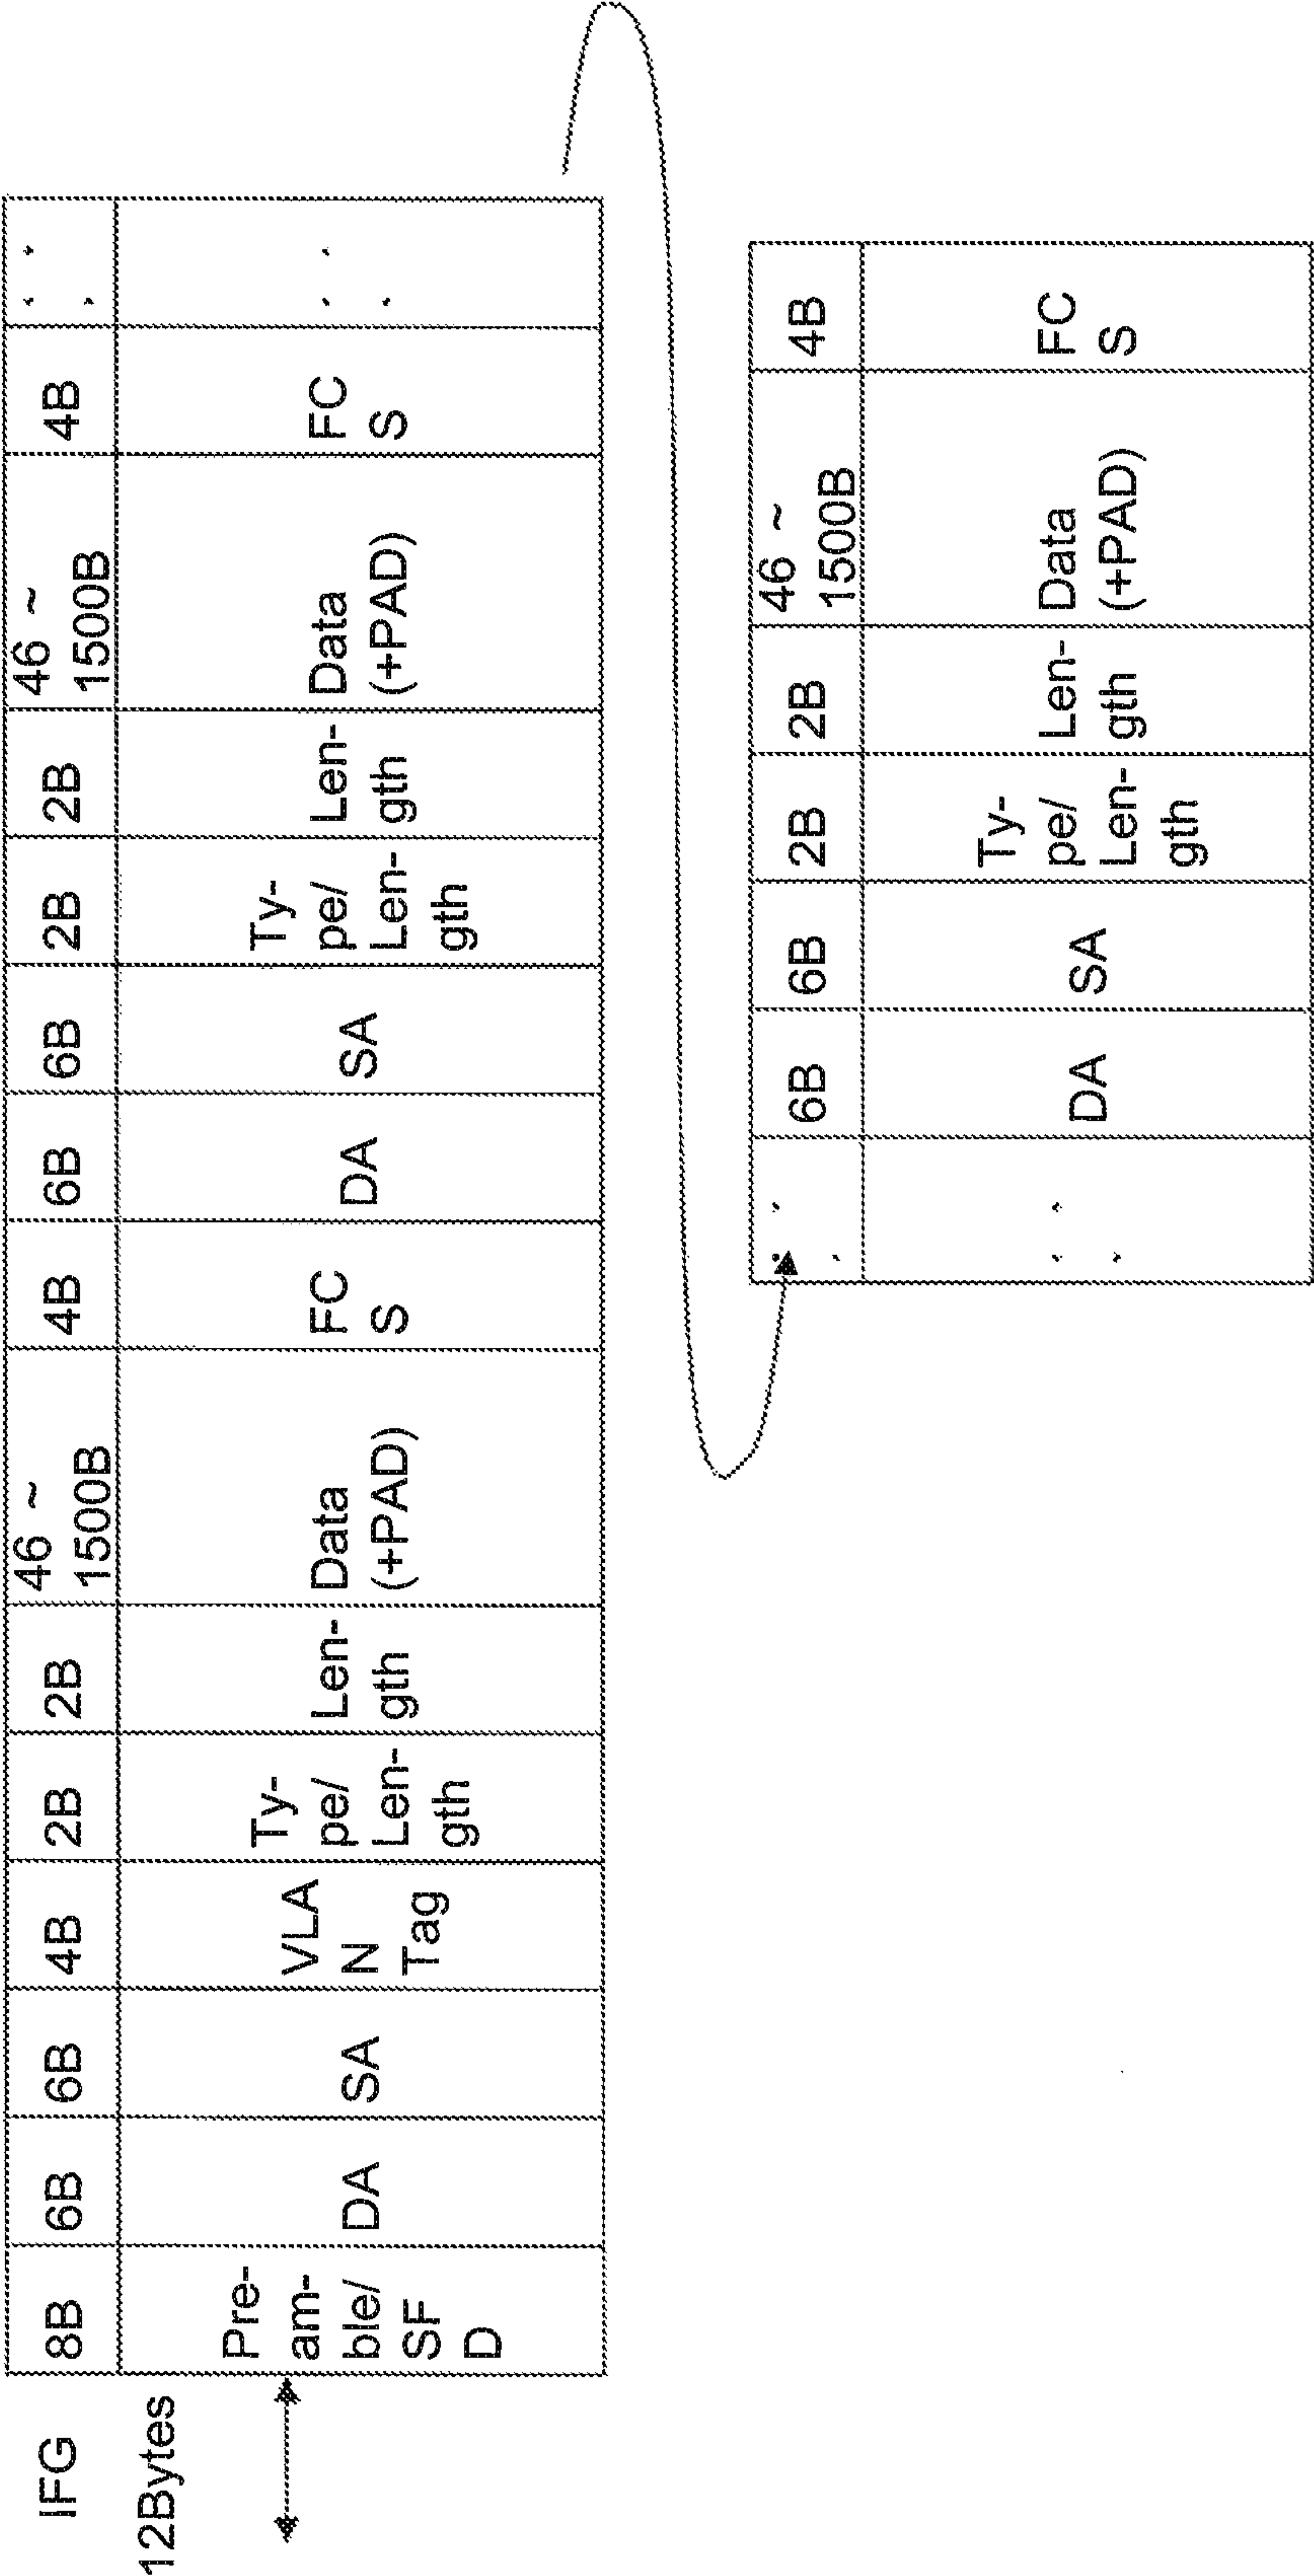 IFG
12Bytes
8B
6B
6B
4B
2B
2B
46 ~
1500B
4B
6B
6B
2B
2B
46 ~
1500B
4B
Pre-
am-
ble/
SF
D
DA
SA
VLA
N
Tag
Ty-
pe/
Len-
gth
Len-
gth
Data
(+PAD)
FC
S
DA
SA
Ty-
pe/
Len-
gth
Len-
gth
Data
(+PAD)
FC
S
6B
6B
2B
2B
46 ~
1500B
4B
DA
SA
Ty-
pe/
Len-
gth
Len-
gth
Data
(+PAD)
FC
S